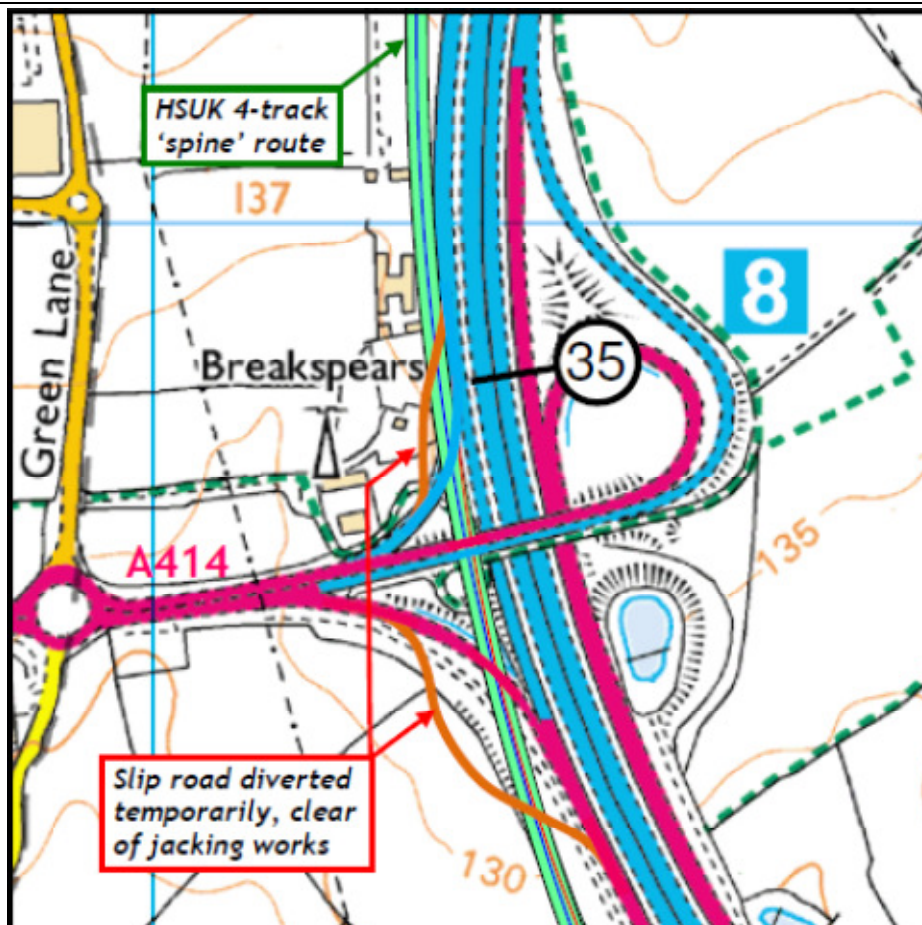 HSUK 4-track
‘spine’ route
137
8
Green Lane
Breakspears
35
A414
135
Slip road diverted
temporarily, clear
of jacking works
130